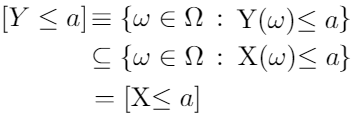 [Y ≤ a] ≡ {ω ∈ Ω : Y(ω) ≤ a}
⊆ {ω ∈ Ω : X(ω) ≤ a}
= [X ≤ a]